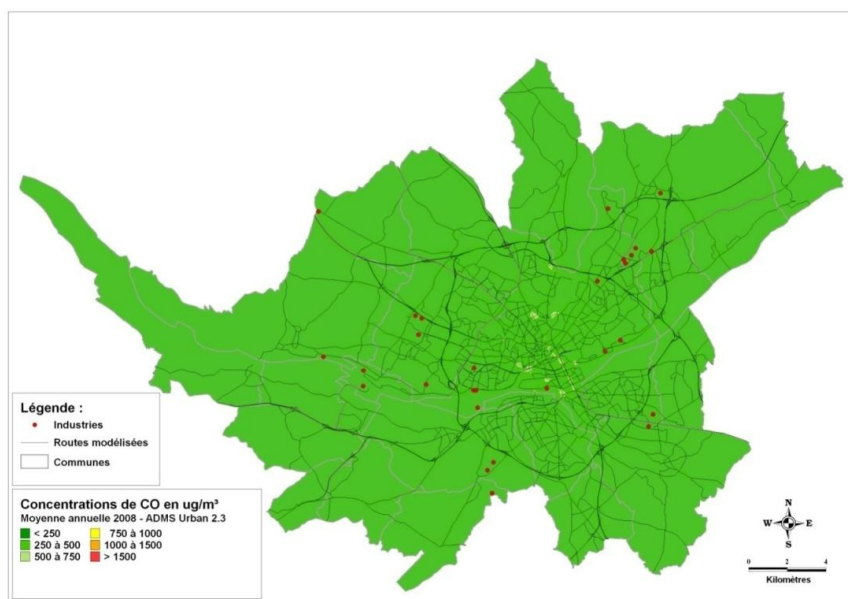 Légende :
Industries
Routes modélisées
Communes
Concentrations de CO en ug/m³
Moyenne annuelle 2008 - ADMS Urban 2.3
< 250
750 à 1000
250 à 500
1000 à 1500
500 à 750
> 1500
N
W E
S
0 2 4
Kilomètres